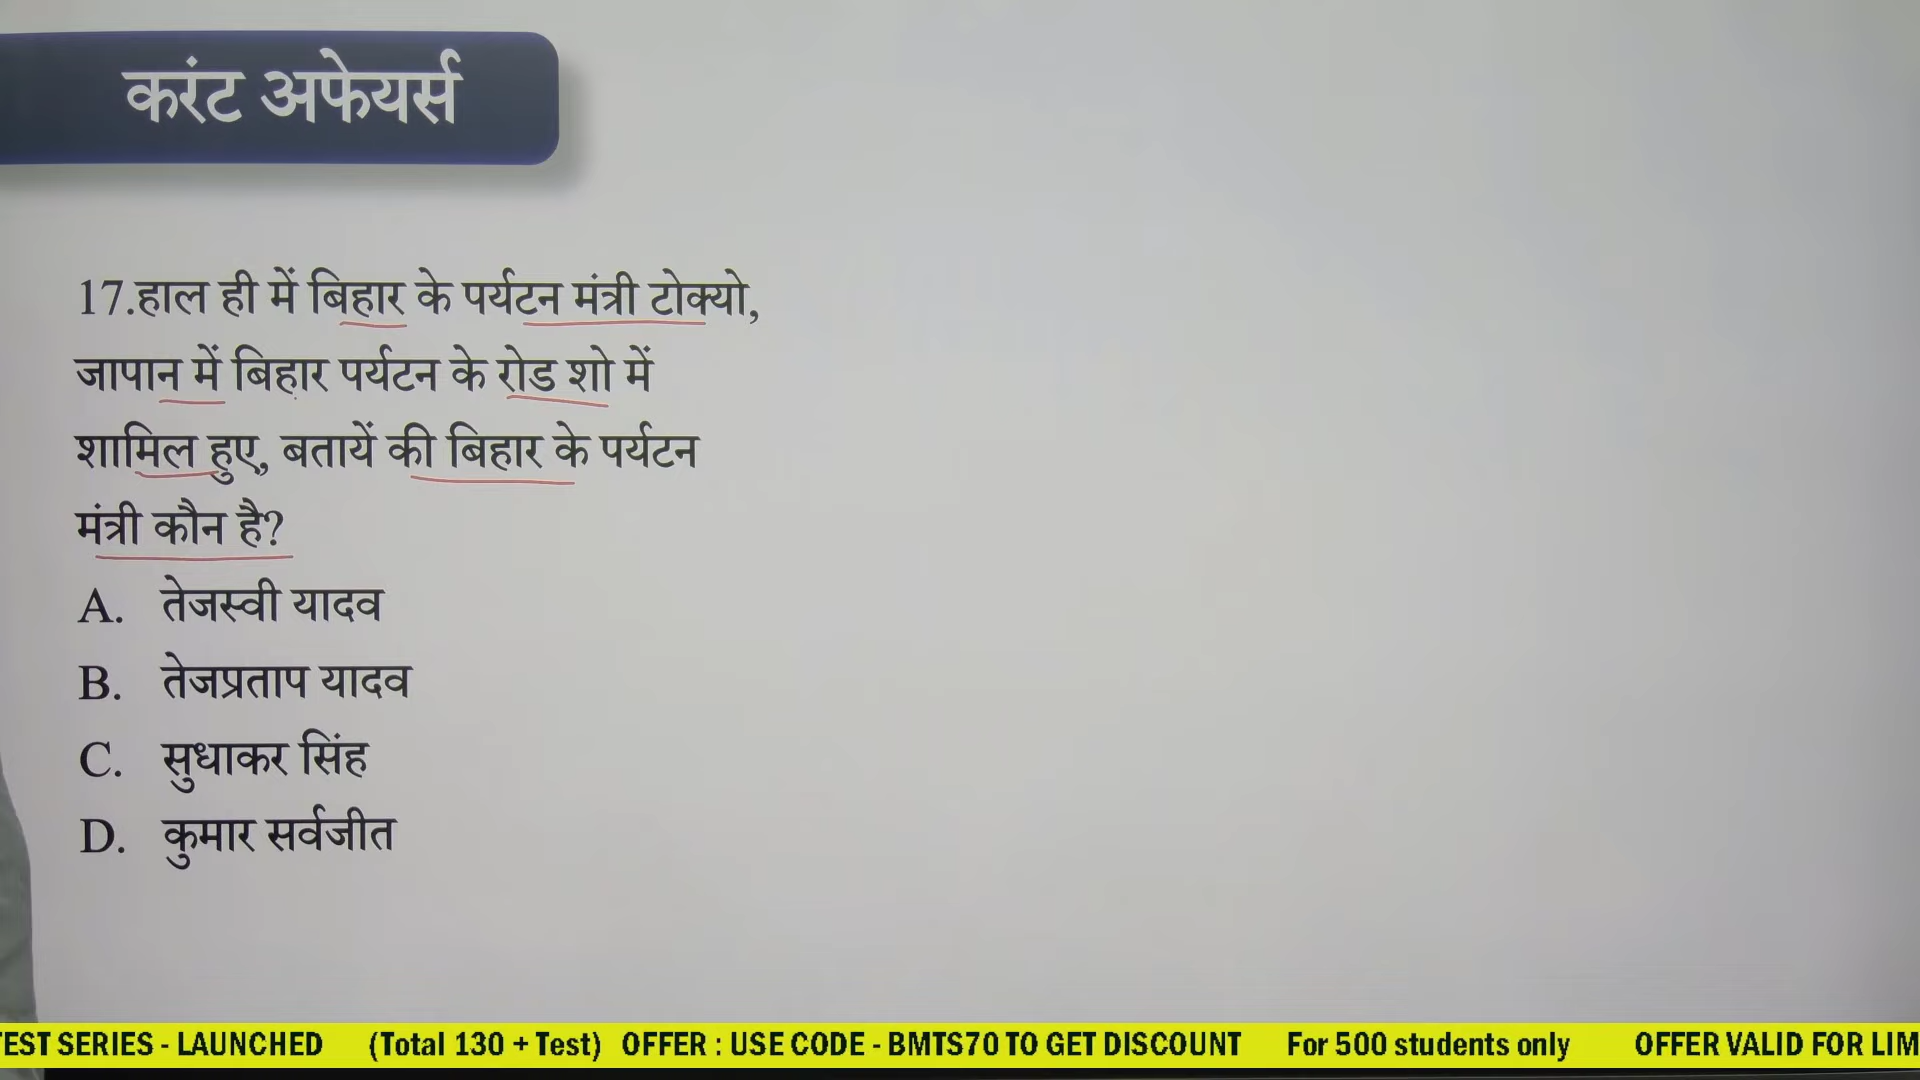 करंट अफेयर्स
17.हाल ही में बिहार के पर्यटन मंत्री टोक्यो,
जापान में बिहार पर्यटन के रोड शो में
शामिल हुए, बतायें की बिहार के पर्यटन
मंत्री कौन है?
A. तेजस्वी यादव
B. तेजप्रताप यादव
C. सुधाकर सिंह
D. कुमार सर्वजीत
TEST SERIES - LAUNCHED (Total 130 + Test) OFFER : USE CODE - BMTS70 TO GET DISCOUNT For 500 students only OFFER VALID FOR LIM